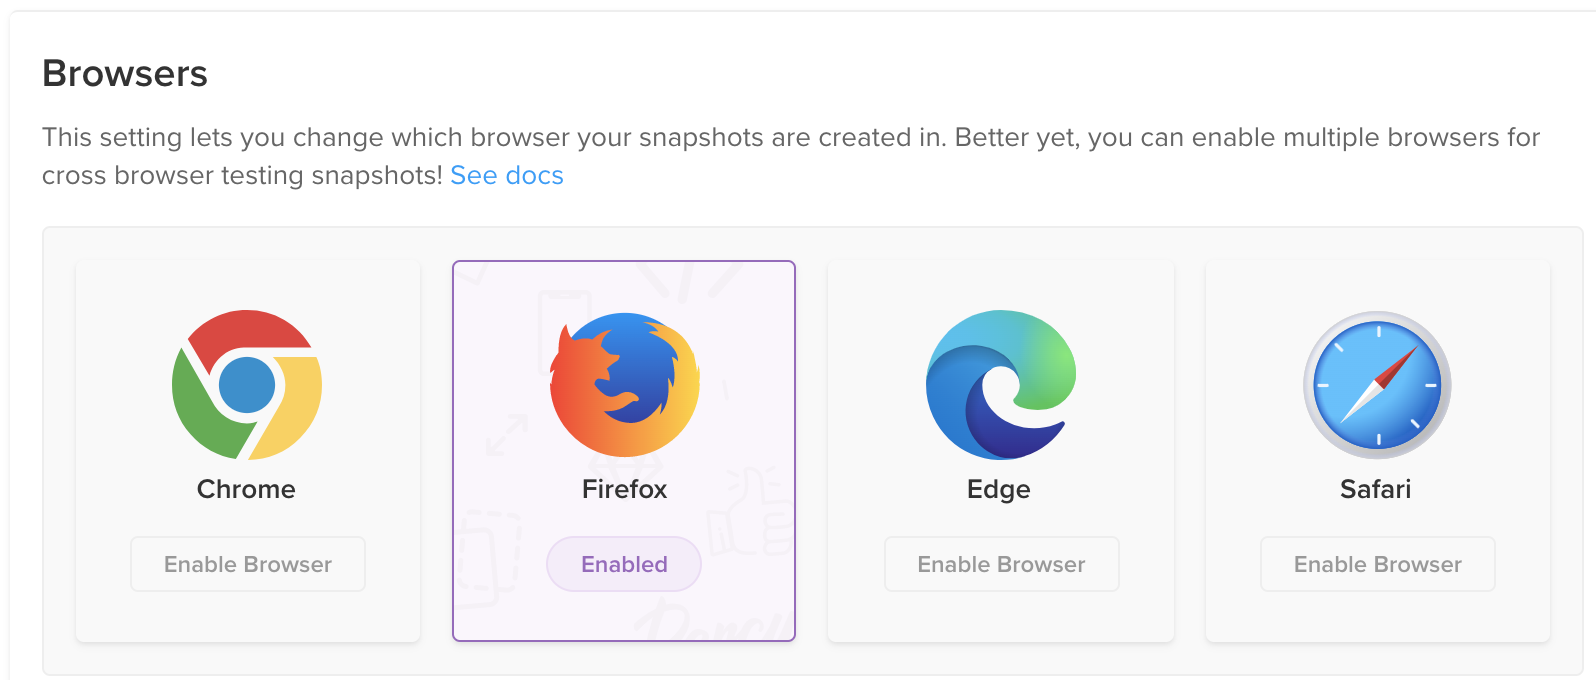 Browsers
This setting lets you change which browser your snapshots are created in. Better yet, you can enable multiple browsers for
cross browser testing snapshots! See docs
Chrome
Firefox
Edge
Safari
Enable Browser
Enabled
Enable Browser
Enable Browser